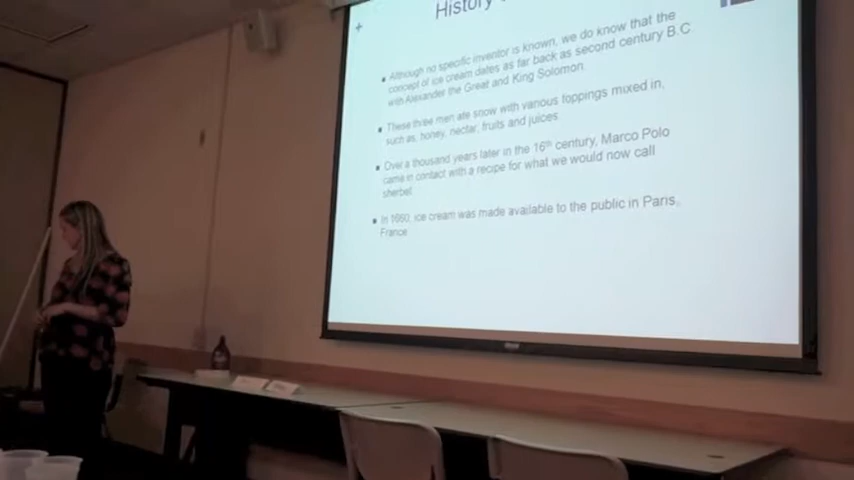 History
Although no specific inventor is known, we do know that the
concept of ice cream dates as far back as second century B.C
with Alexander the Great and King Solomon.
These three men ate snow with various toppings mixed in,
such as, honey, nectar, fruits and juices.
Over a thousand years later in the 16th century, Marco Polo
came in contact with a recipe for what we would now call
sherbet.
In 1660, ice cream was made available to the public in Paris,
France